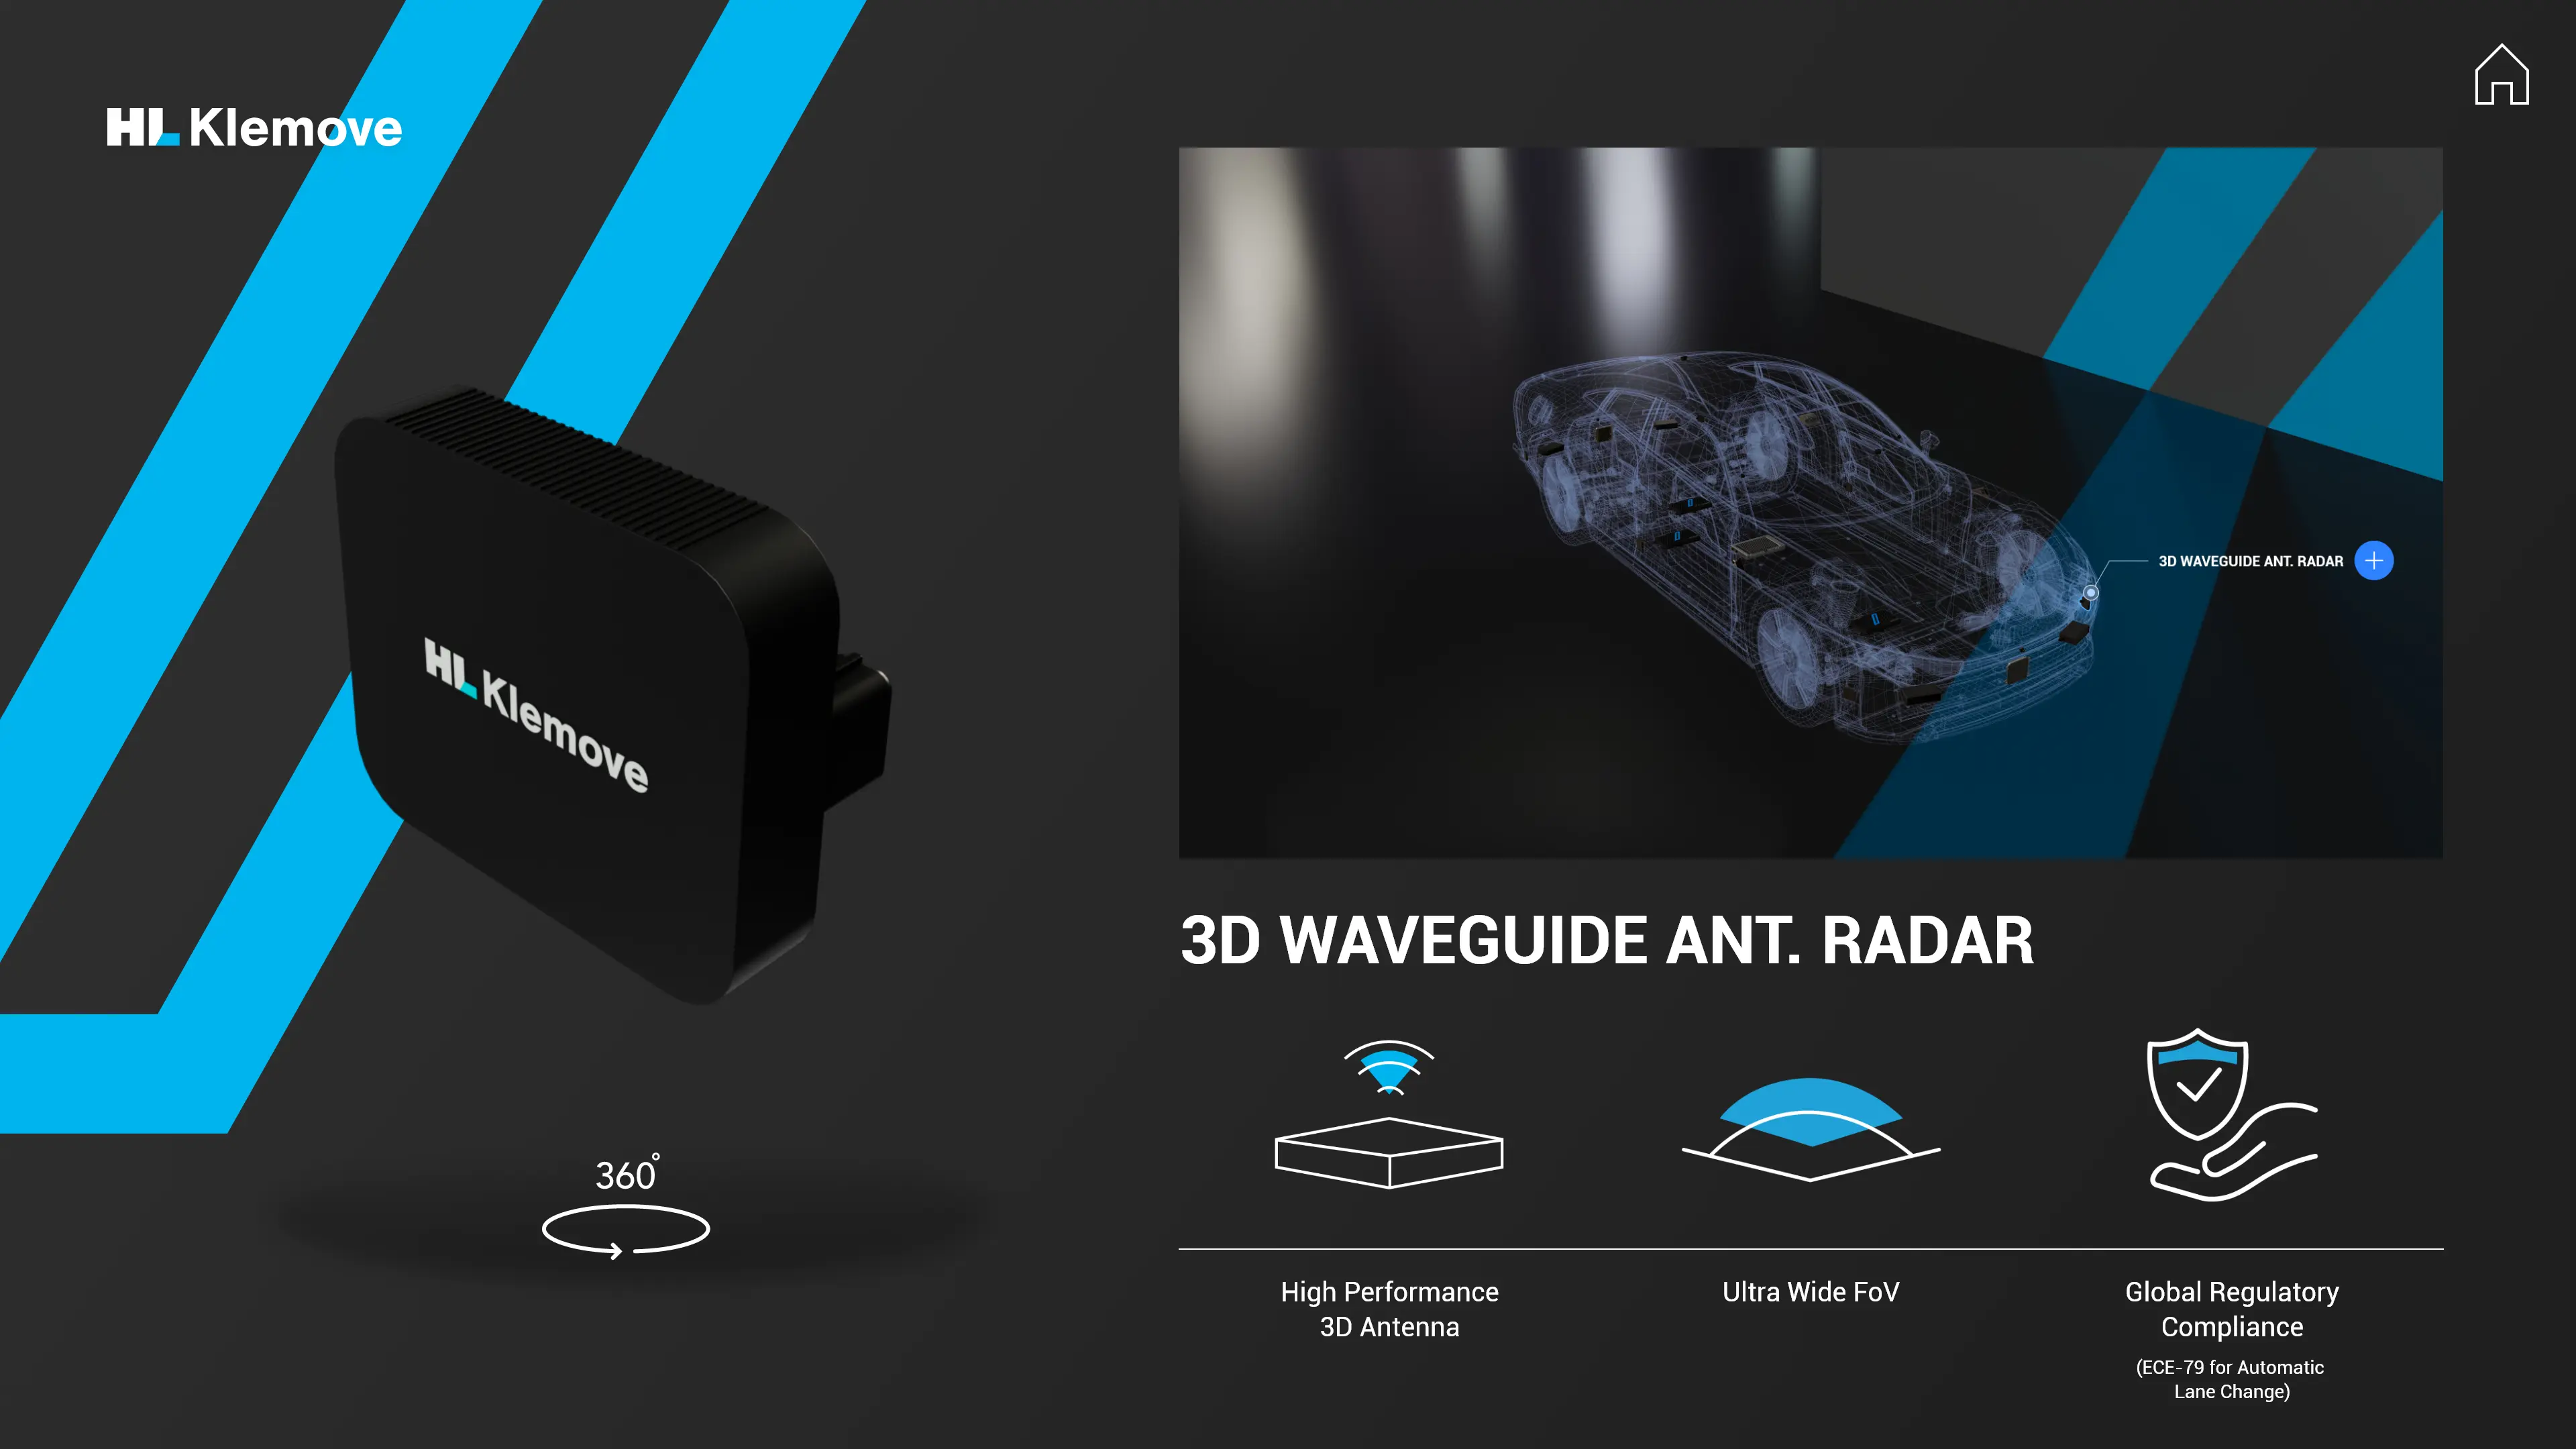 HL Klemove
HL Klemove
360°
3D WAVEGUIDE ANT. RADAR
3D WAVEGUIDE ANT. RADAR
High Performance
3D Antenna
Ultra Wide FoV
Global Regulatory
Compliance
(ECE-79 for Automatic
Lane Change)